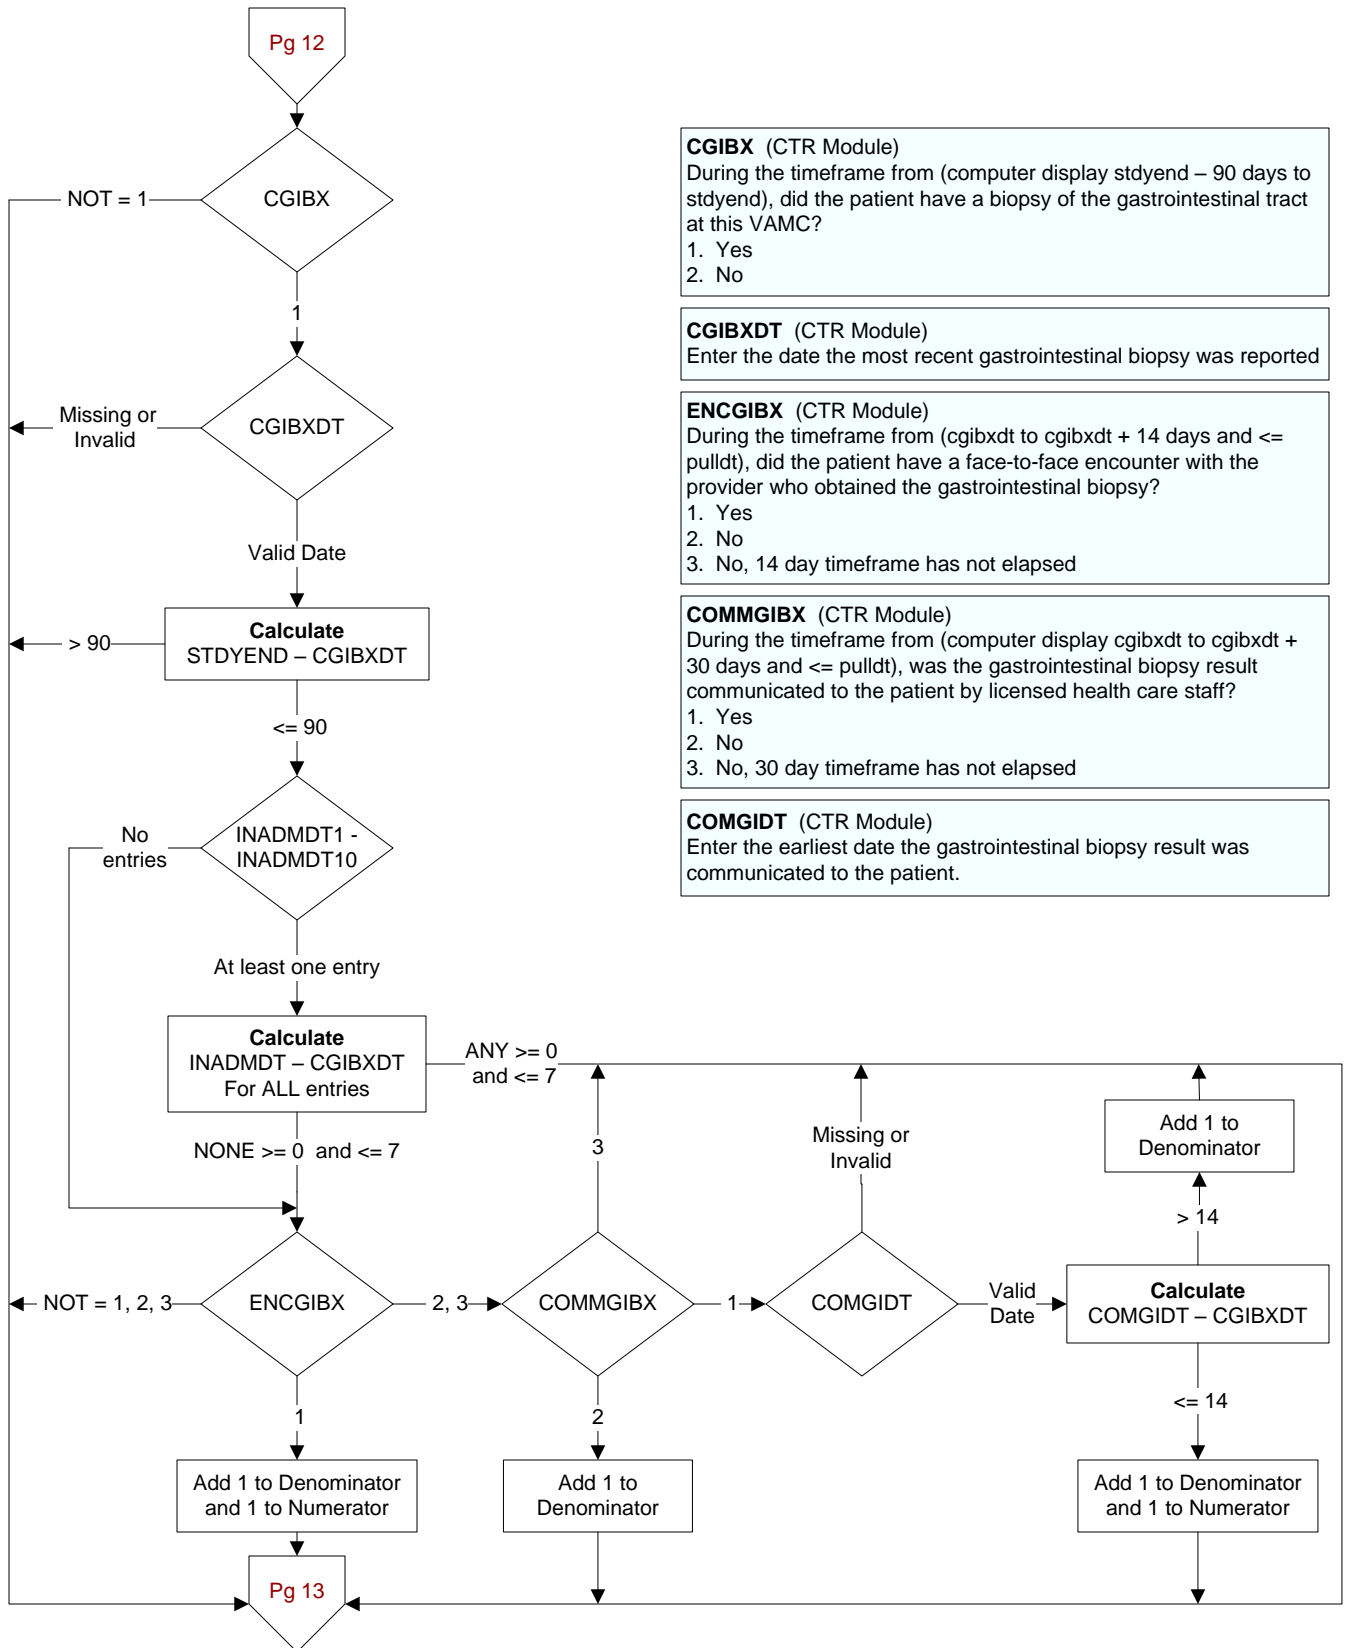 Pg 12
CGIBX
NOT = 1
1
CGIBXDT
Missing or
Invalid
Valid Date
Calculate
STDYEND – CGIBXDT
> 90
<= 90
INADMDT1 -
INADMDT10
No
entries
At least one entry
Calculate
INADMDT – CGIBXDT
For ALL entries
ANY >= 0
and <= 7
NONE >= 0 and <= 7
ENCGIBX
NOT = 1, 2, 3
2, 3
1
Add 1 to Denominator
and 1 to Numerator
COMMGIBX
3
1
2
Add 1 to
Denominator
COMGIDT
Missing or
Invalid
Valid
Date
Calculate
COMGIDT – CGIBXDT
> 14
Add 1 to
Denominator
<= 14
Add 1 to Denominator
and 1 to Numerator
Pg 13
CGIBX (CTR Module)
During the timeframe from (computer display stdyend – 90 days to
stdyend), did the patient have a biopsy of the gastrointestinal tract
at this VAMC?
1. Yes
2. No
CGIBXDT (CTR Module)
Enter the date the most recent gastrointestinal biopsy was reported
ENCGIBX (CTR Module)
During the timeframe from (cgibxdt to cgibxdt + 14 days and <=
pulldt), did the patient have a face-to-face encounter with the
provider who obtained the gastrointestinal biopsy?
1. Yes
2. No
3. No, 14 day timeframe has not elapsed
COMMGIBX (CTR Module)
During the timeframe from (computer display cgibxdt to cgibxdt +
30 days and <= pulldt), was the gastrointestinal biopsy result
communicated to the patient by licensed health care staff?
1. Yes
2. No
3. No, 30 day timeframe has not elapsed
COMGIDT (CTR Module)
Enter the earliest date the gastrointestinal biopsy result was
communicated to the patient.